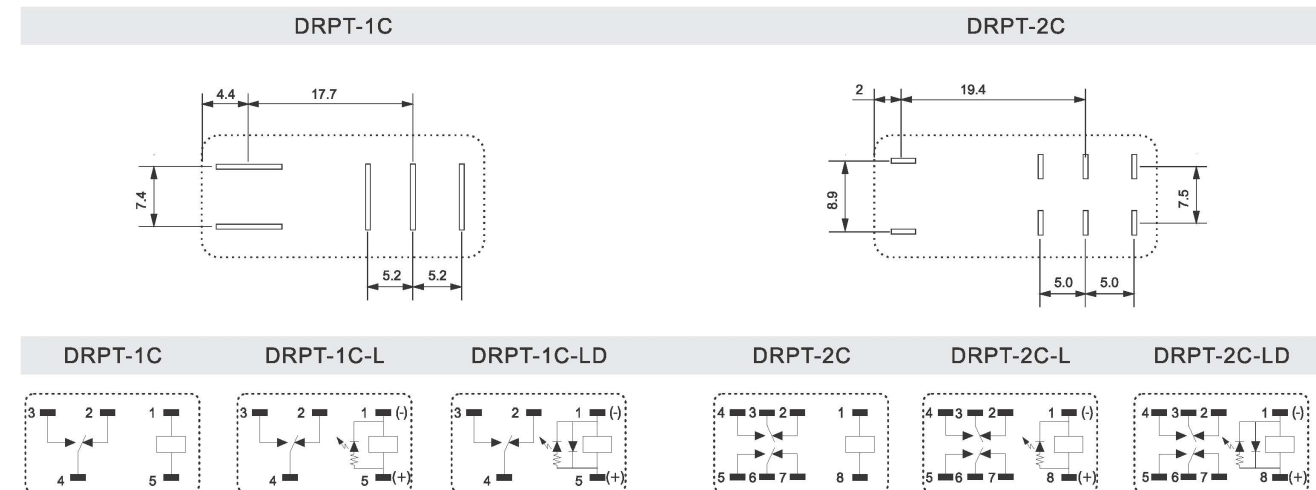 DRPT-1C DRPT-2C
4.4 17.7 2 19.4
7.4 8.9 7.5
5.2 5.2 5.0 5.0
DRPT-1C DRPT-1C-L DRPT-1C-LD DRPT-2C DRPT-2C-L DRPT-2C-LD
3 2 1 3 2 1 (-) 3 2 1 (-) 4 3 2 1 4 3 2 1 (-) 4 3 2 1 (-)
4 5 4 5 (+) 4 5 (+) 5 6 7 8 5 6 7 8 (+) 5 6 7 8 (+)